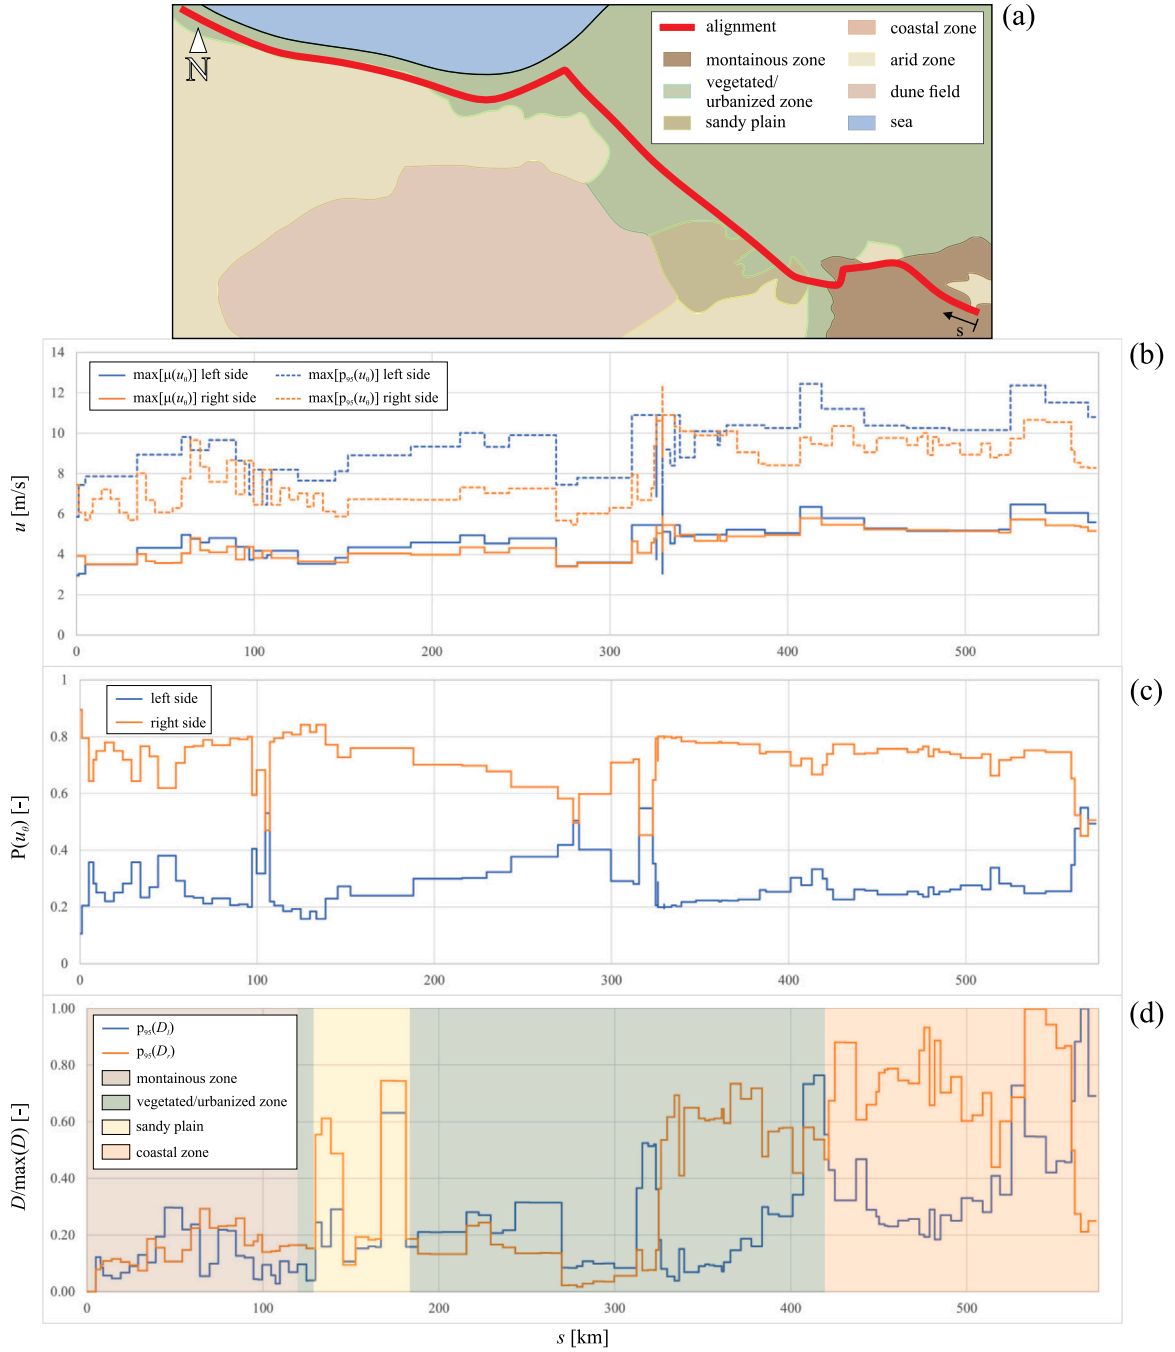 (a)
N
alignment
montainous zone
vegetated/
urbanized zone
sandy plain
coastal zone
arid zone
dune field
sea
s
(b)
max[μ(uθ)] left side
max[μ(uθ)] right side
max[p95(uθ)] left side
max[p95(uθ)] right side
14
12
10
8
6
4
2
0
u [m/s]
0 100 200 300 400 500
(c)
left side
right side
1
0.8
0.6
0.4
0.2
0
P(uθ) [-]
0 100 200 300 400 500
(d)
p95(Dl)
p95(Dr)
montainous zone
vegetated/urbanized zone
sandy plain
coastal zone
1.00
0.80
0.60
0.40
0.20
0.00
D/max(D) [-]
0 100 200 300 400 500
s [km]